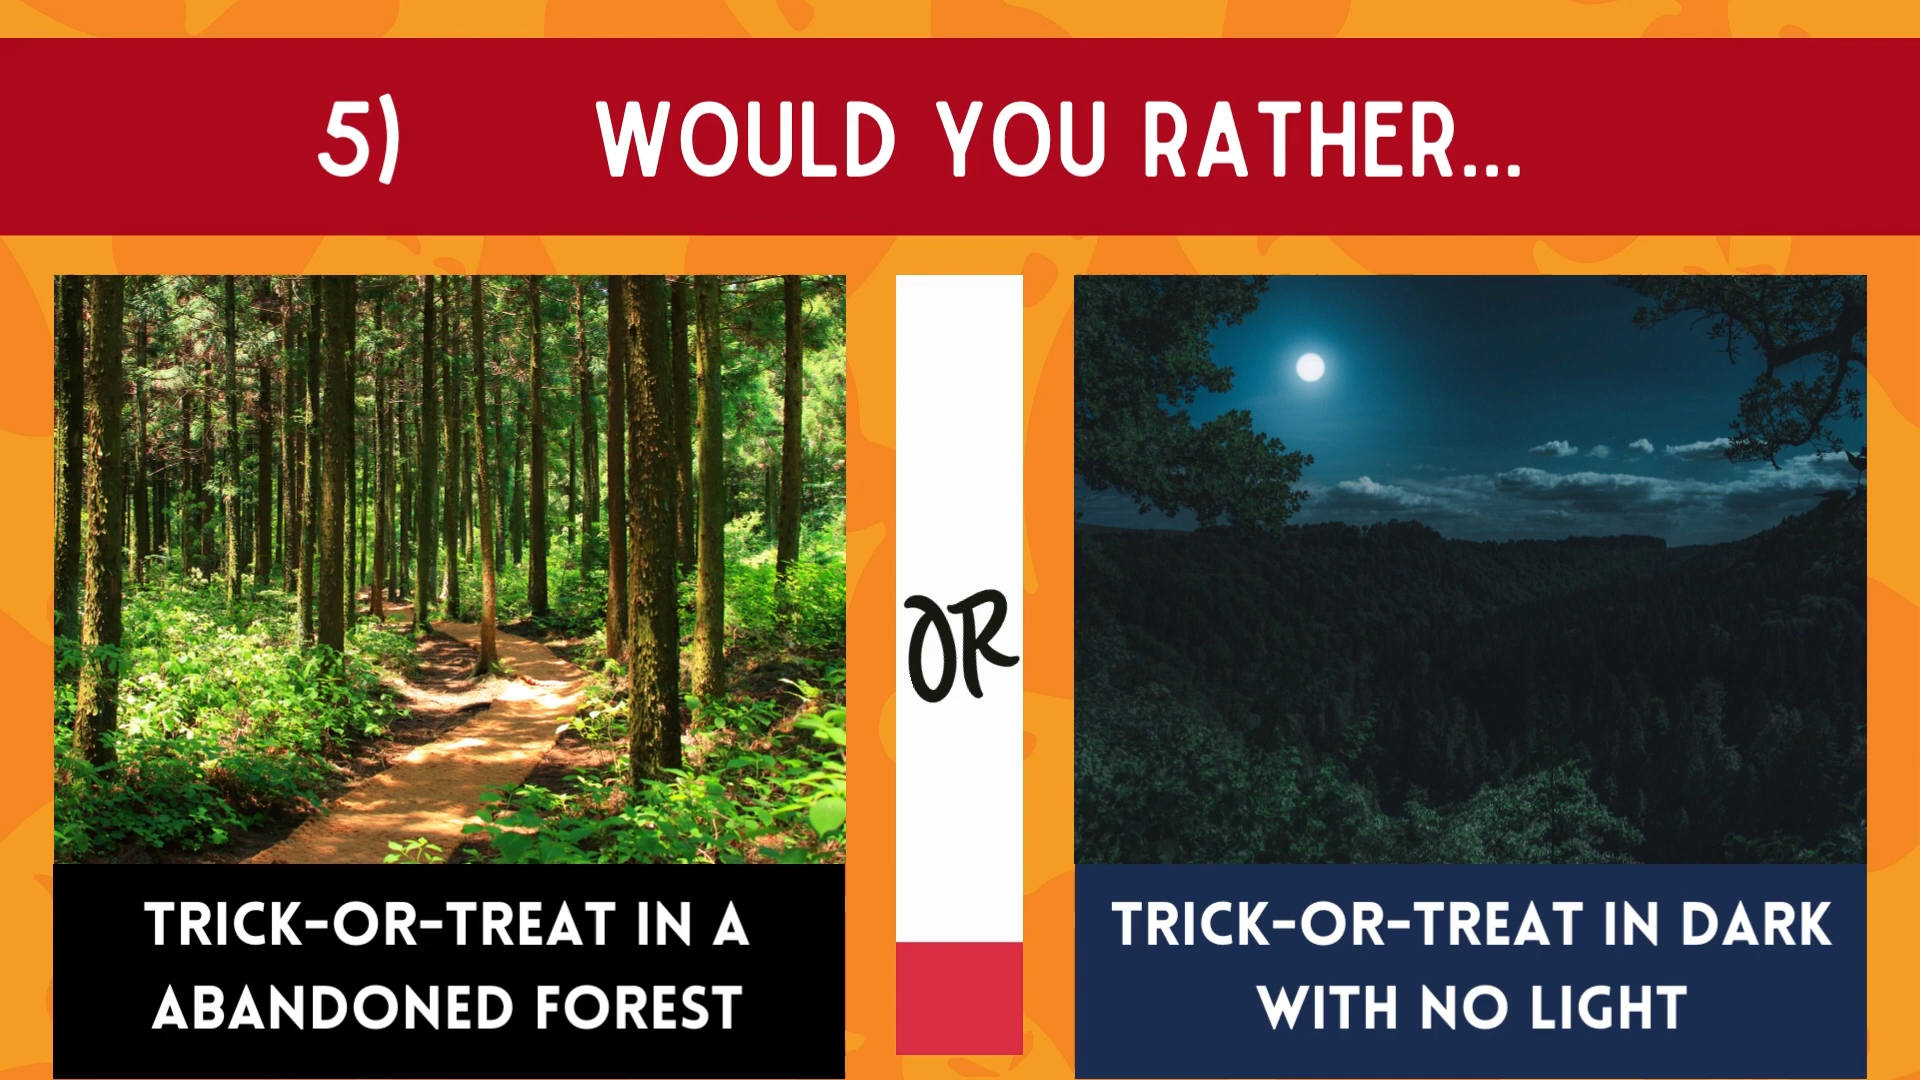 5) WOULD YOU RATHER...
OR
TRICK-OR-TREAT IN A
ABANDONED FOREST
TRICK-OR-TREAT IN DARK
WITH NO LIGHT